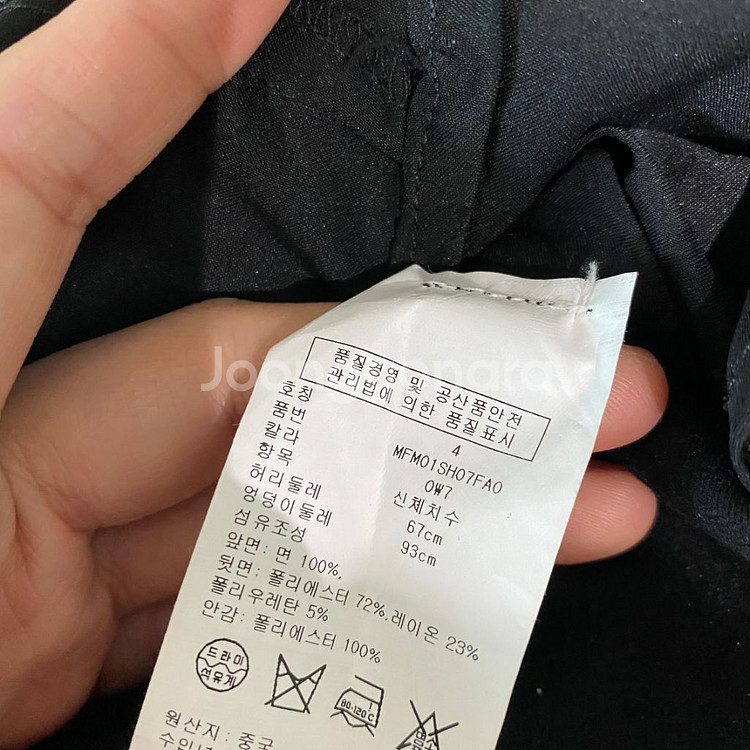 Joonggonara
품질경영 및 공산품안전
관리법에 의한 품질표시
호칭 4
품번 MFM01SH07FA0
칼라 0W7
항목 신체치수
허리둘레 67cm
엉덩이둘레 93cm
섬유조성
앞면: 면 100%,
뒷면: 폴리에스터 72%.레이온 23%
폴리우레탄 5%
안감: 폴리에스터 100%
드라이
석유계
80-120˚C
원산지: 중국